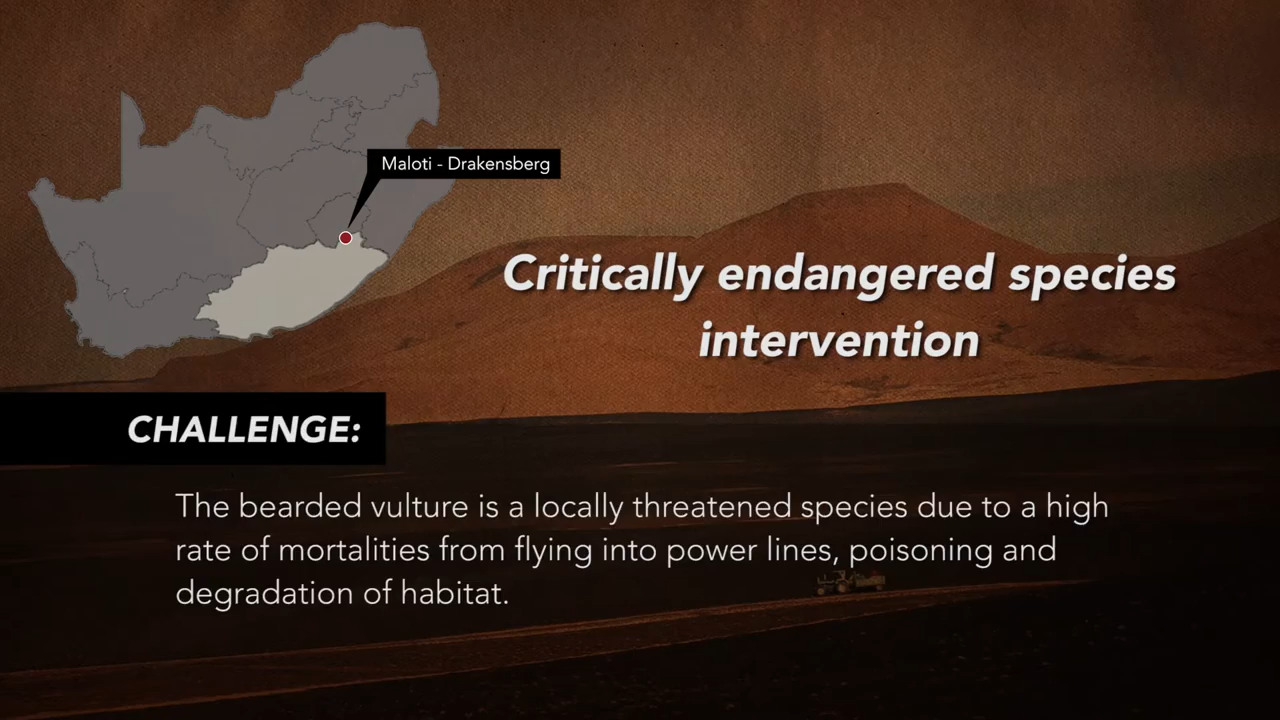 Maloti - Drakensberg
Critically endangered species
intervention
CHALLENGE:
The bearded vulture is a locally threatened species due to a high
rate of mortalities from flying into power lines, poisoning and
degradation of habitat.